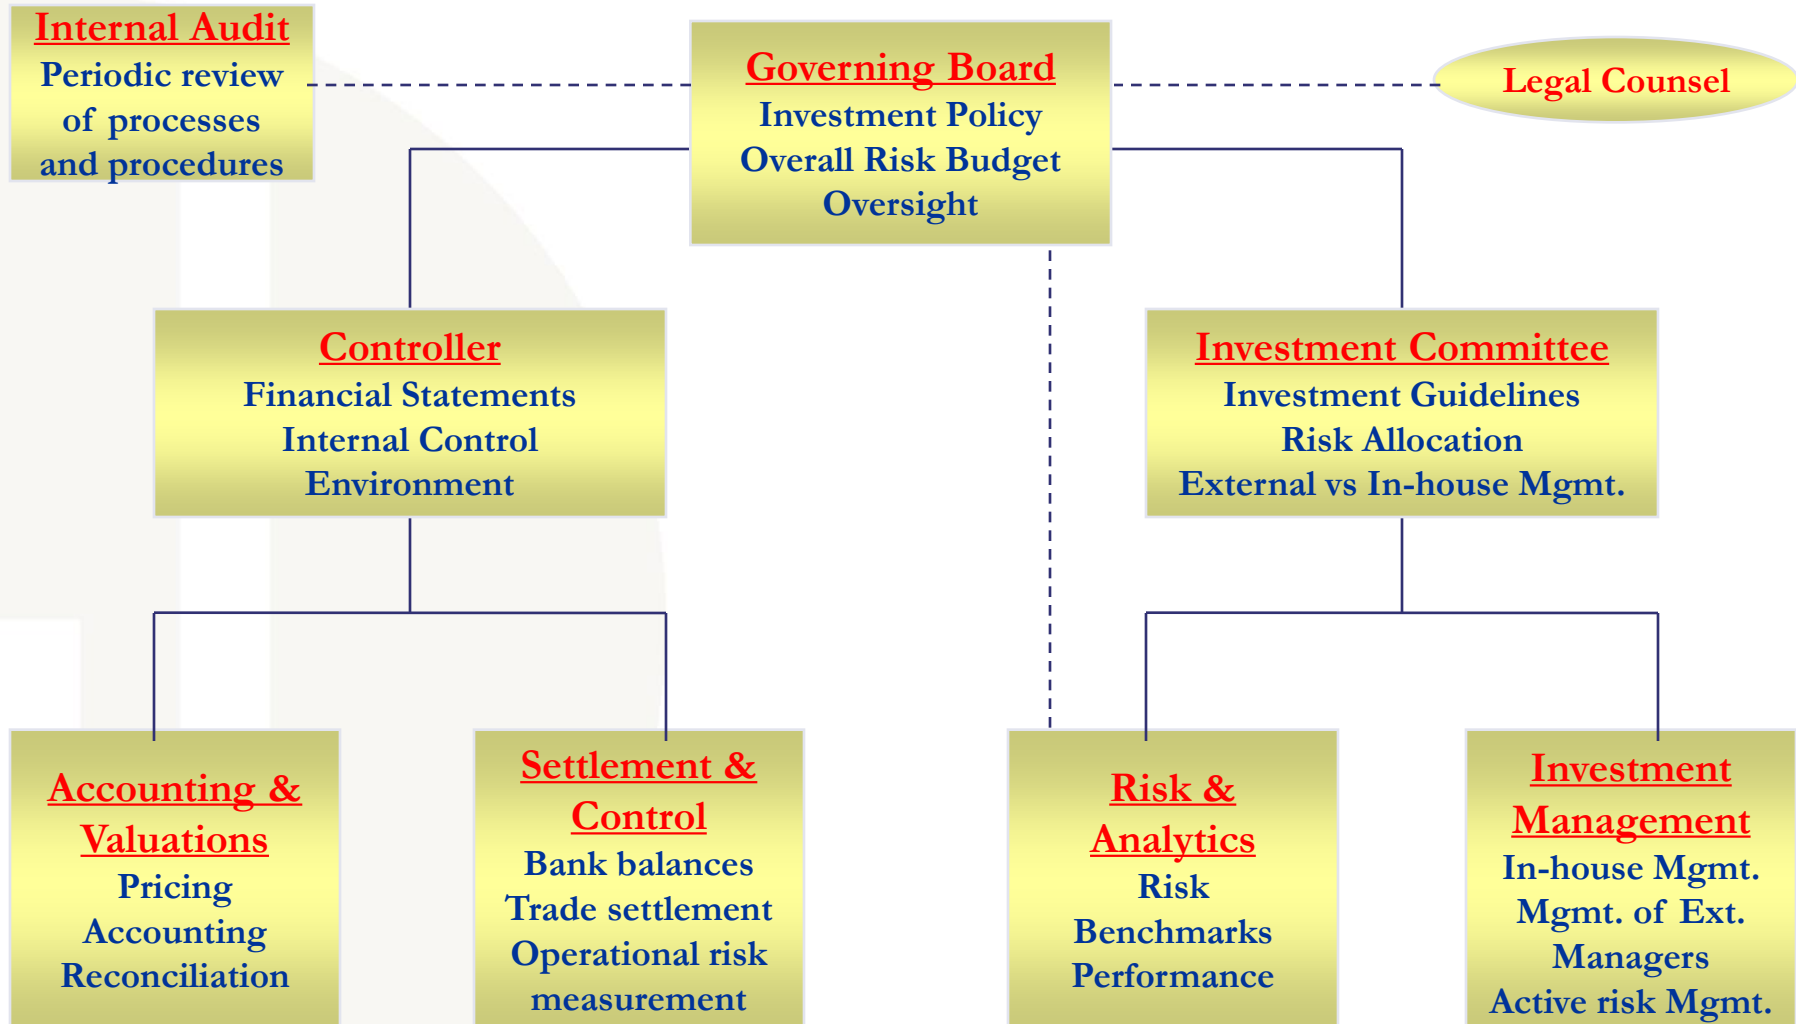 Internal Audit
Periodic review
of processes
and procedures
Governing Board
Investment Policy
Overall Risk Budget
Oversight
Legal Counsel
Controller
Financial Statements
Internal Control
Environment
Investment Committee
Investment Guidelines
Risk Allocation
External vs In-house Mgmt.
Accounting &
Valuations
Pricing
Accounting
Reconciliation
Settlement &
Control
Bank balances
Trade settlement
Operational risk
measurement
Risk &
Analytics
Risk
Benchmarks
Performance
Investment
Management
In-house Mgmt.
Mgmt. of Ext.
Managers
Active risk Mgmt.